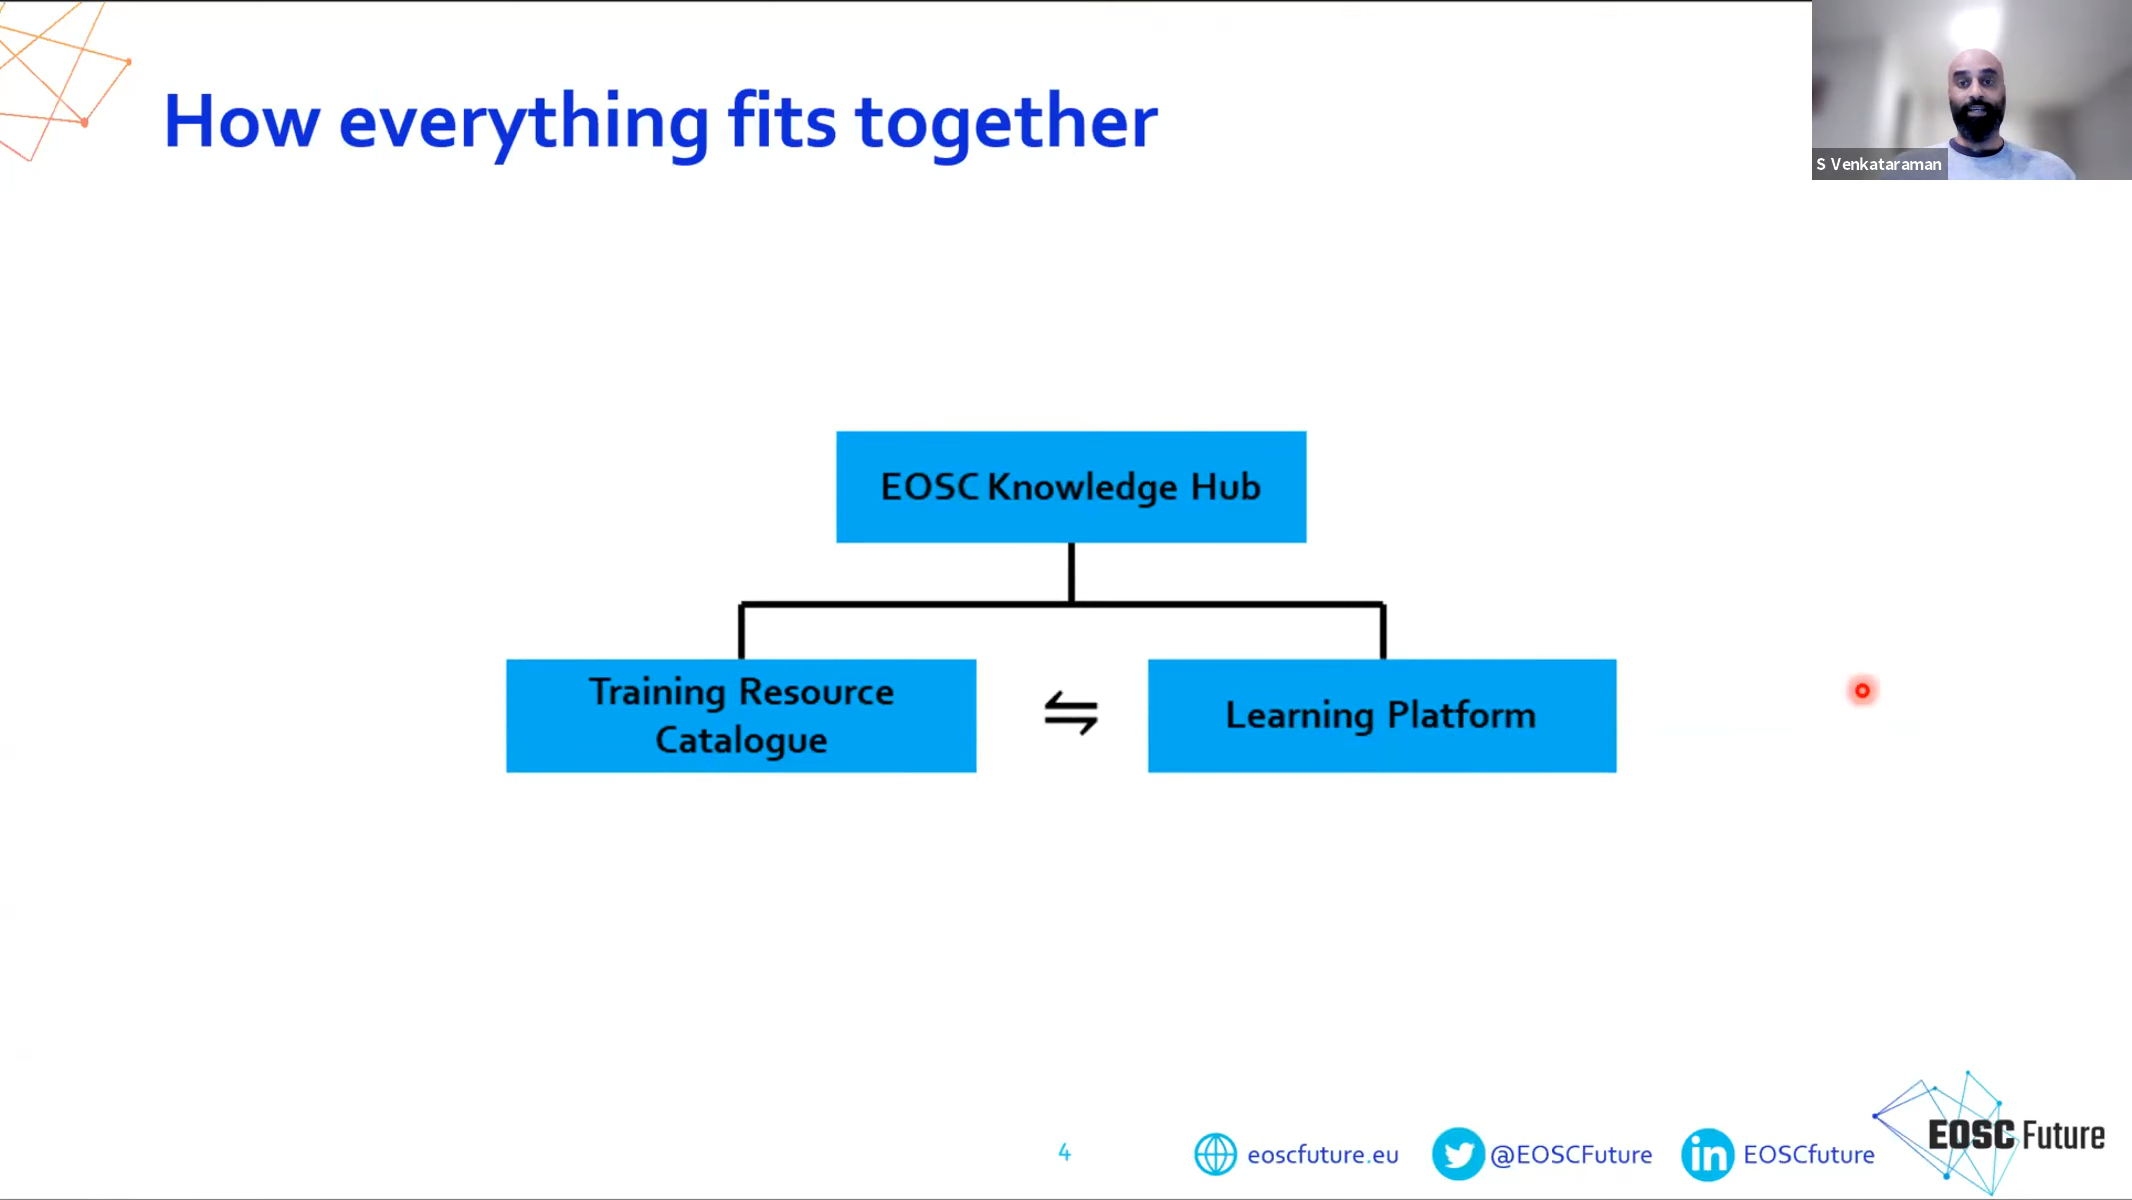 How everything fits together
S Venkataraman
EOSC Knowledge Hub
Training Resource
Catalogue
⇋
Learning Platform
4
eoscfuture.eu
@EOSCFuture
in
EOSCfuture
EOSC Future